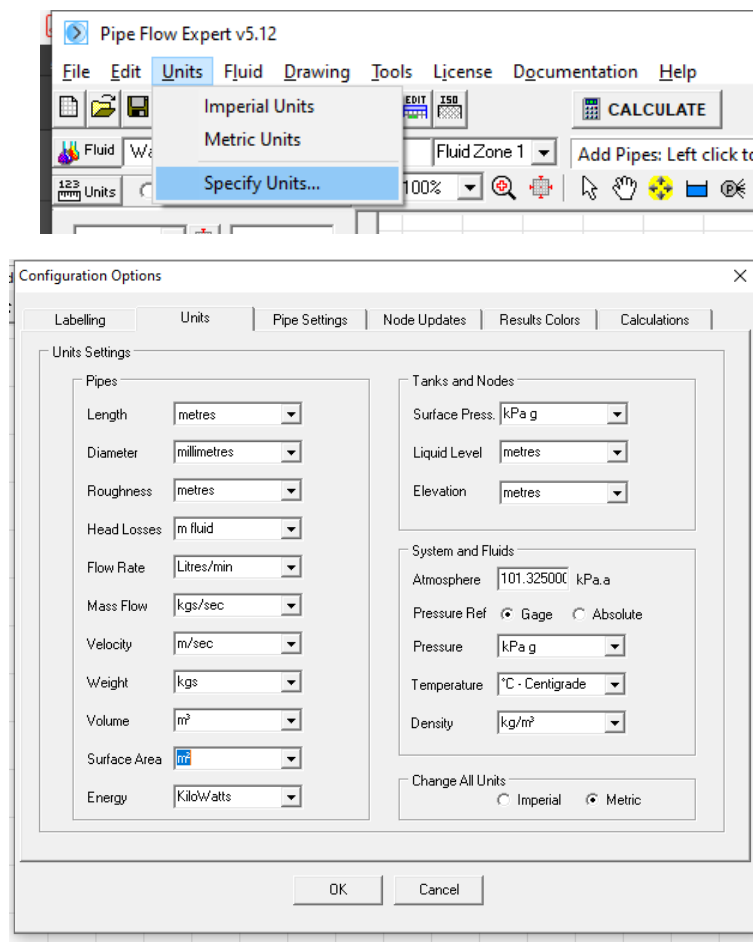 Pipe Flow Expert v5.12
File Edit Units Fluid Drawing Tools License Documentation Help
Imperial Units
Metric Units
Specify Units...
EDIT ISO CALCULATE
Fluid Wa Fluid Zone 1 Add Pipes: Left click to
123 Units 100%
Configuration Options
Labelling Units Pipe Settings Node Updates Results Colors Calculations
Units Settings
Pipes
Length metres
Diameter millimetres
Roughness metres
Head Losses m fluid
Flow Rate Litres/min
Mass Flow kgs/sec
Velocity m/sec
Weight kgs
Volume m³
Surface Area m²
Energy KiloWatts
Tanks and Nodes
Surface Press. kPa g
Liquid Level metres
Elevation metres
System and Fluids
Atmosphere 101.325000 kPa.a
Pressure Ref Gage Absolute
Pressure kPa g
Temperature °C - Centigrade
Density kg/m³
Change All Units
Imperial Metric
OK Cancel